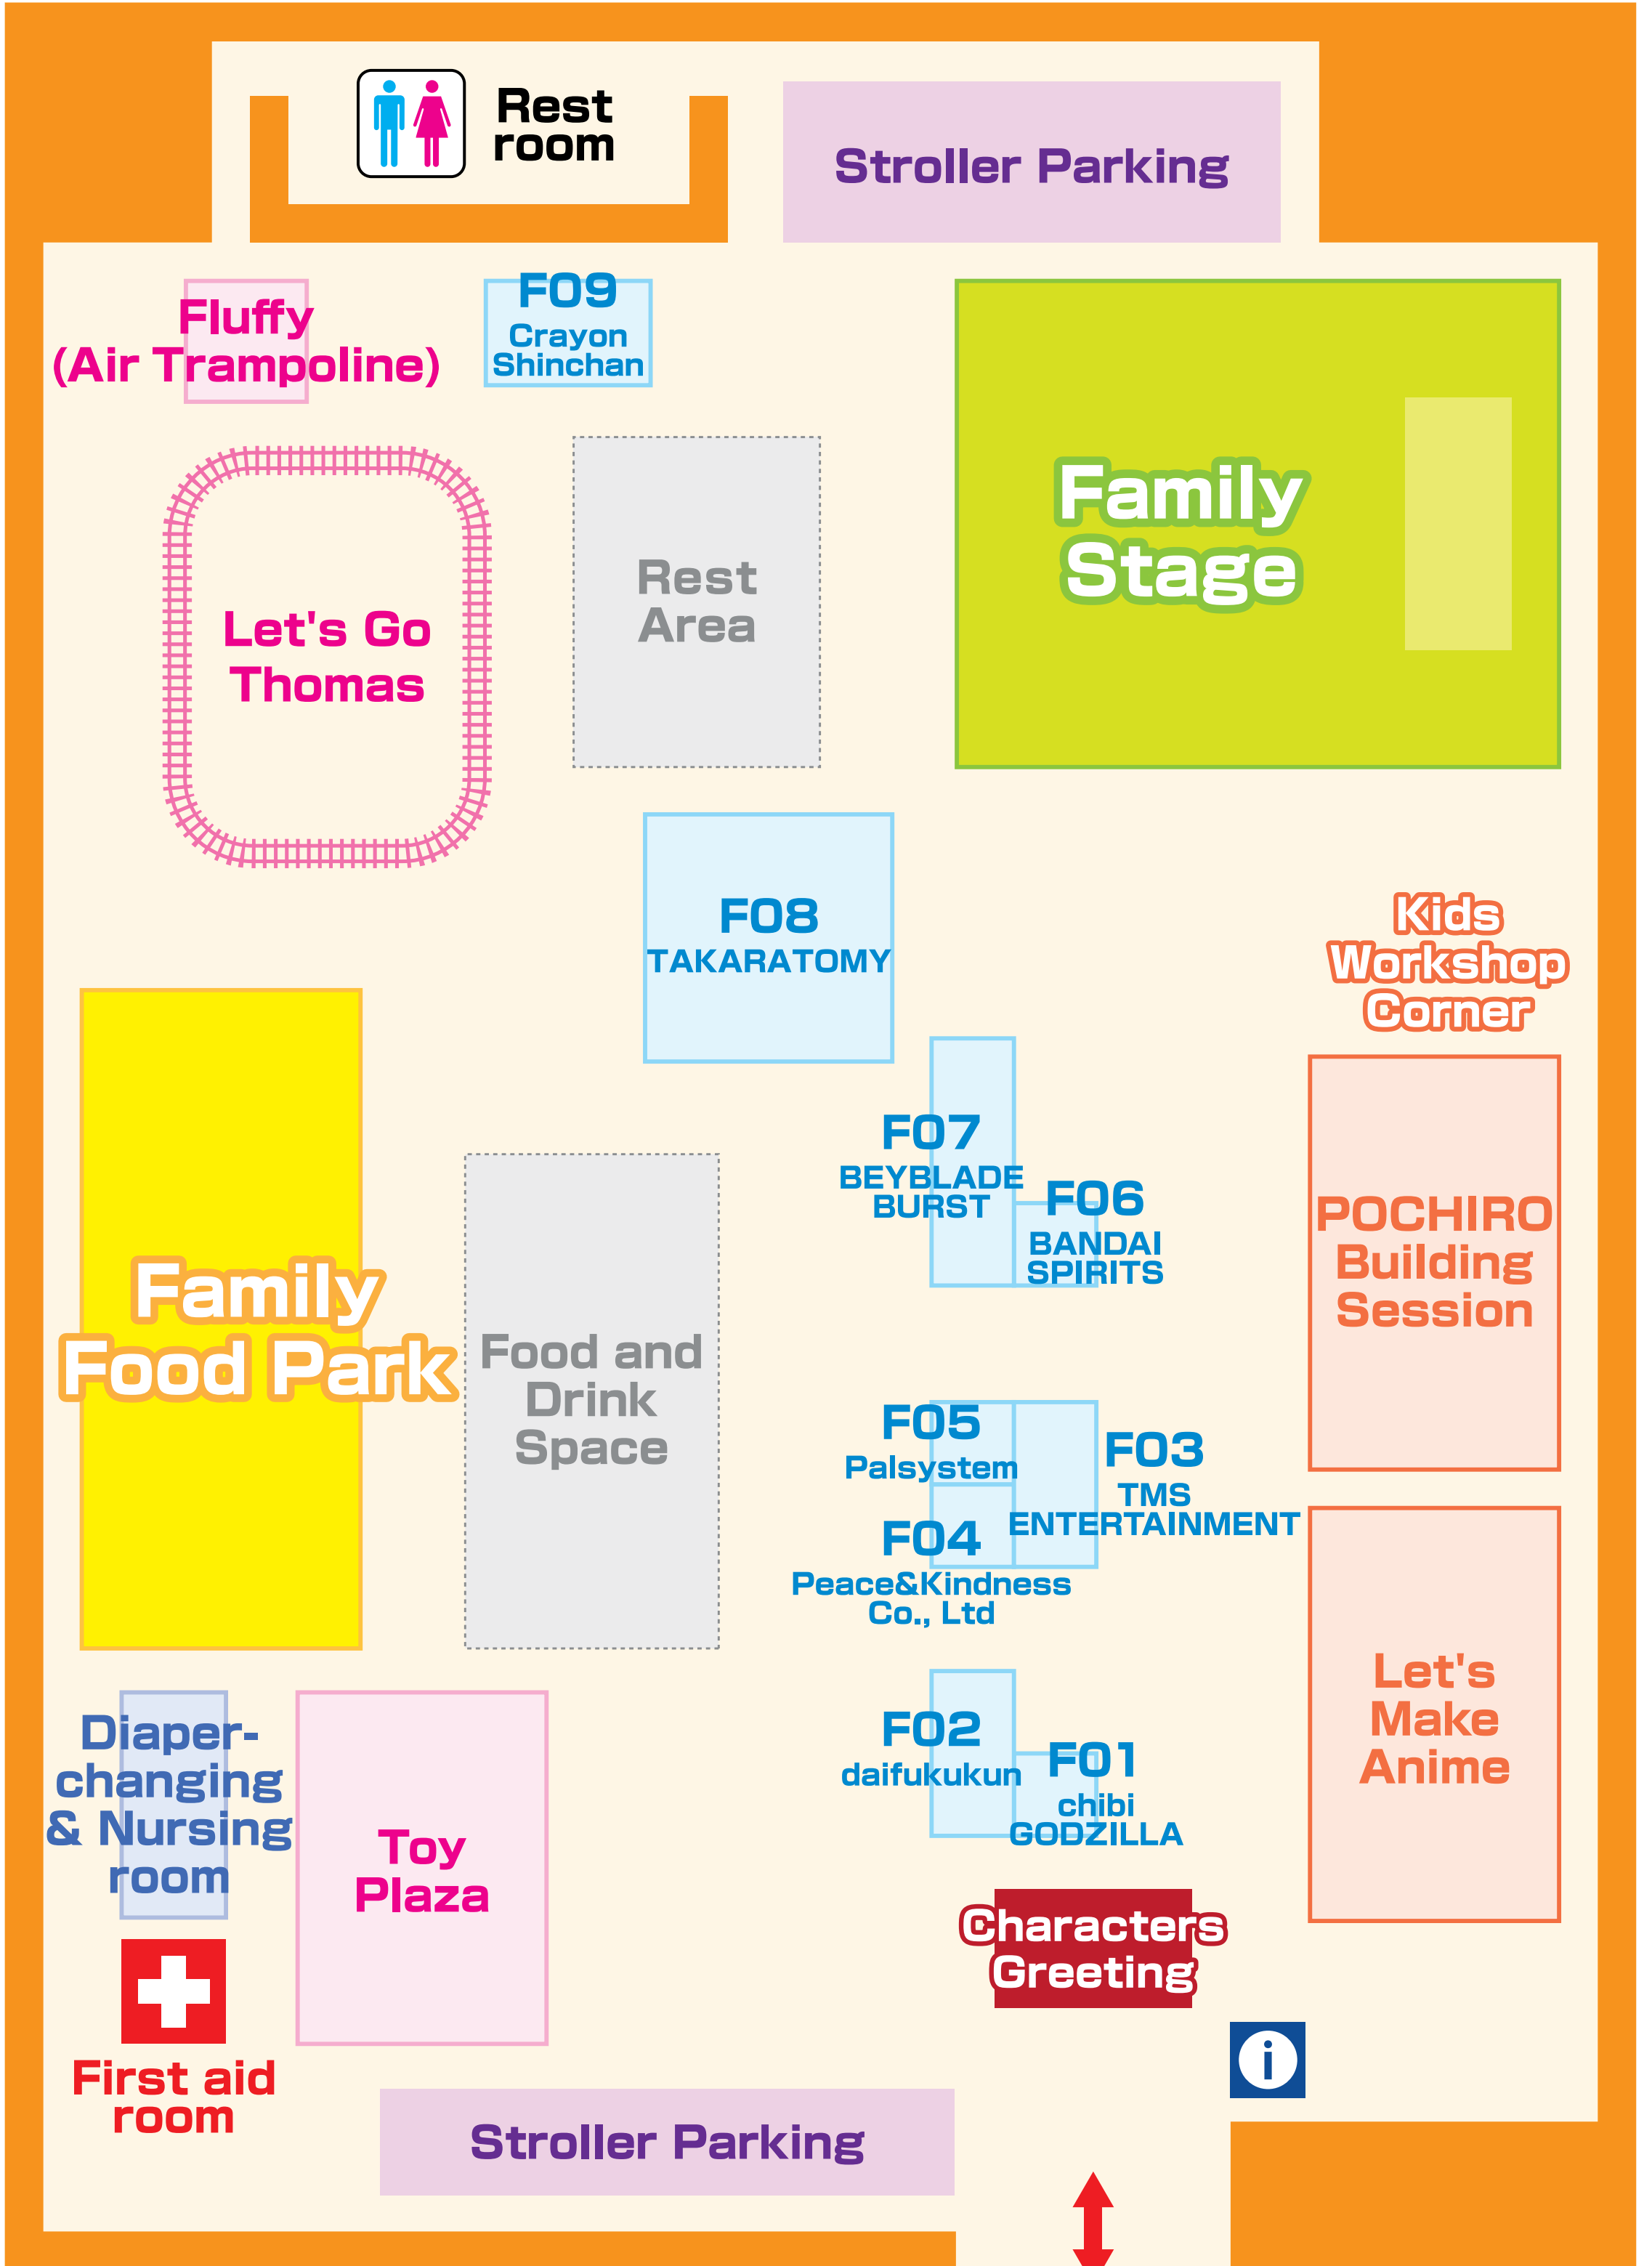 Rest
room
Stroller Parking
Fluffy
(Air Trampoline)
F09
Crayon
Shinchan
Family
Stage
Rest
Area
Let's Go
Thomas
F08
TAKARATOMY
Kids
Workshop
Corner
F07
BEYBLADE
BURST
F06
BANDAI
SPIRITS
POCHIRO
Building
Session
Family
Food Park
Food and
Drink
Space
F05
Palsystem
F03
TMS
ENTERTAINMENT
F04
Peace&Kindness
Co., Ltd
Let's
Make
Anime
Diaper-
changing
& Nursing
room
Toy
Plaza
F02
daifukukun
F01
chibi
GODZILLA
Characters
Greeting
i
First aid
room
Stroller Parking